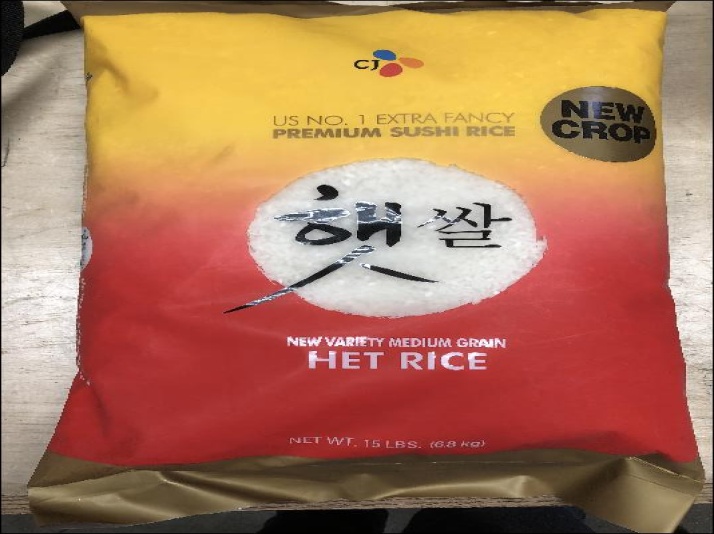 CJ
US NO. 1 EXTRA FANCY
PREMIUM SUSHI RICE
NEW
CROP
햇쌀
NEW VARIETY MEDIUM GRAIN
HET RICE
NET WT. 15 LBS. (6.8 kg)